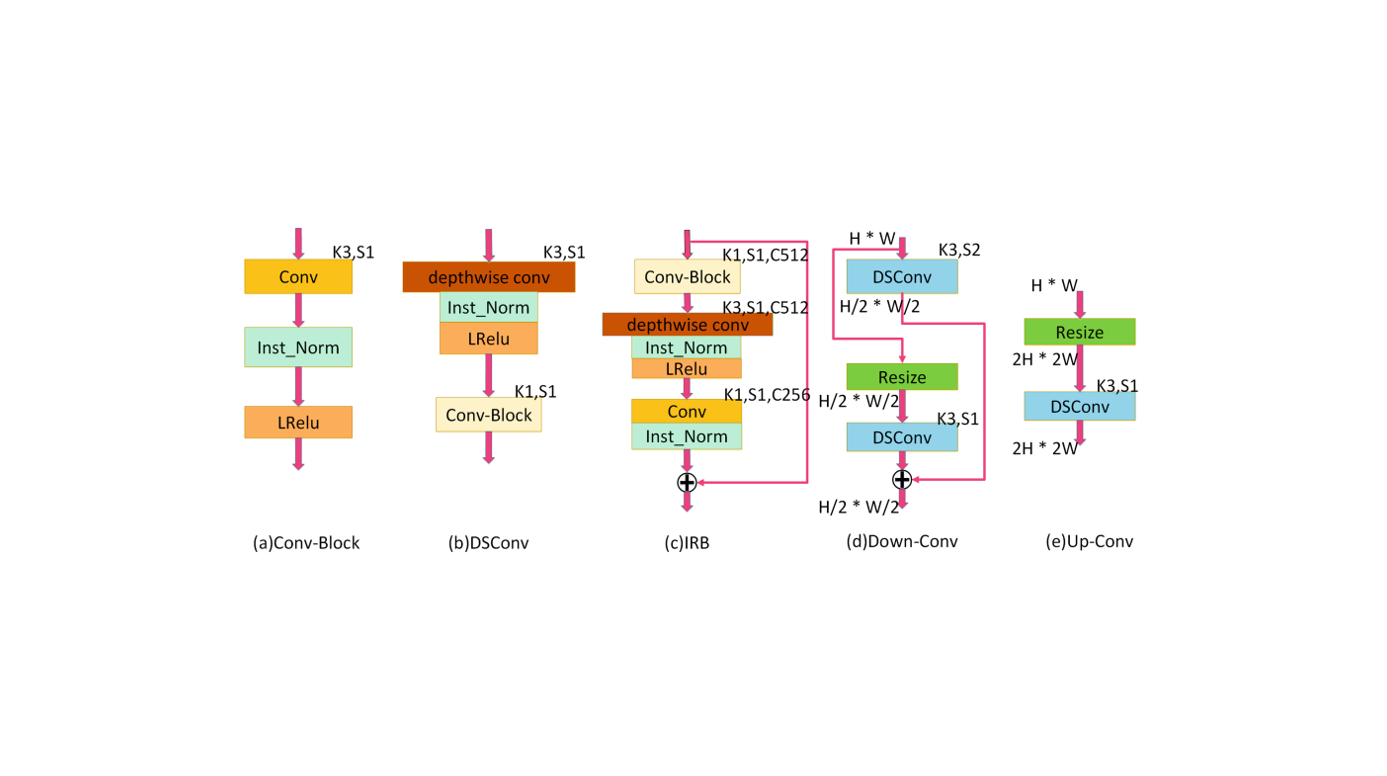 K3,S1
Conv
Inst_Norm
LRelu
(a)Conv-Block
K3,S1
depthwise conv
Inst_Norm
LRelu
K1,S1
Conv-Block
(b)DSConv
K1,S1,C512
Conv-Block
K3,S1,C512
depthwise conv
Inst_Norm
LRelu
K1,S1,C256
Conv
Inst_Norm
(c)IRB
H * W
K3,S2
DSConv
H/2 * W/2
Resize
H/2 * W/2
K3,S1
DSConv
H/2 * W/2
(d)Down-Conv
H * W
Resize
2H * 2W
K3,S1
DSConv
2H * 2W
(e)Up-Conv